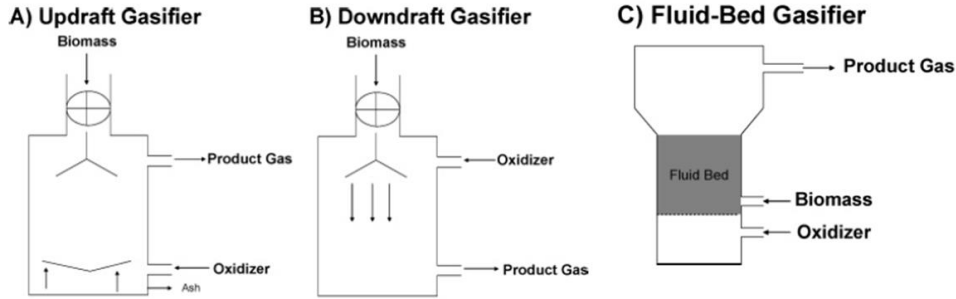 A) Updraft Gasifier
Biomass
Product Gas
Oxidizer
Ash
B) Downdraft Gasifier
Biomass
Oxidizer
Product Gas
C) Fluid-Bed Gasifier
Product Gas
Fluid Bed
Biomass
Oxidizer